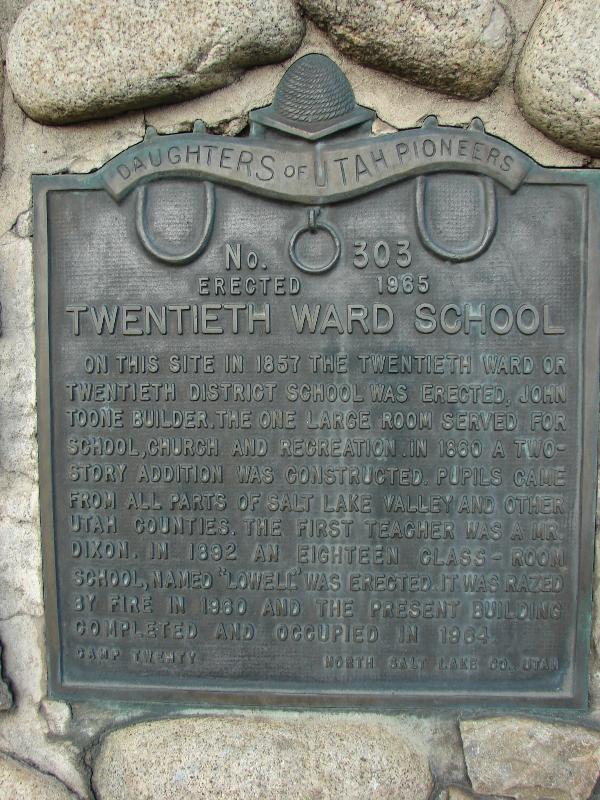 DAUGHTERS OF UTAH PIONEERS
No. 303
ERECTED 1965
TWENTIETH WARD SCHOOL
ON THIS SITE IN 1857 THE TWENTIETH WARD OR
TWENTIETH DISTRICT SCHOOL WAS ERECTED, JOHN
TOONE BUILDER. THE ONE LARGE ROOM SERVED FOR
SCHOOL, CHURCH AND RECREATION. IN 1880 A TWO-
STORY ADDITION WAS CONSTRUCTED. PUPILS CAME
FROM ALL PARTS OF SALT LAKE VALLEY AND OTHER
UTAH COUNTIES. THE FIRST TEACHER WAS A MR.
DIXON. IN 1892 AN EIGHTEEN CLASS-ROOM
SCHOOL, NAMED "LOWELL" WAS ERECTED. IT WAS RAZED
BY FIRE IN 1960 AND THE PRESENT BUILDING
COMPLETED AND OCCUPIED IN 1964.
CAMP TWENTY NORTH SALT LAKE CO. UTAH